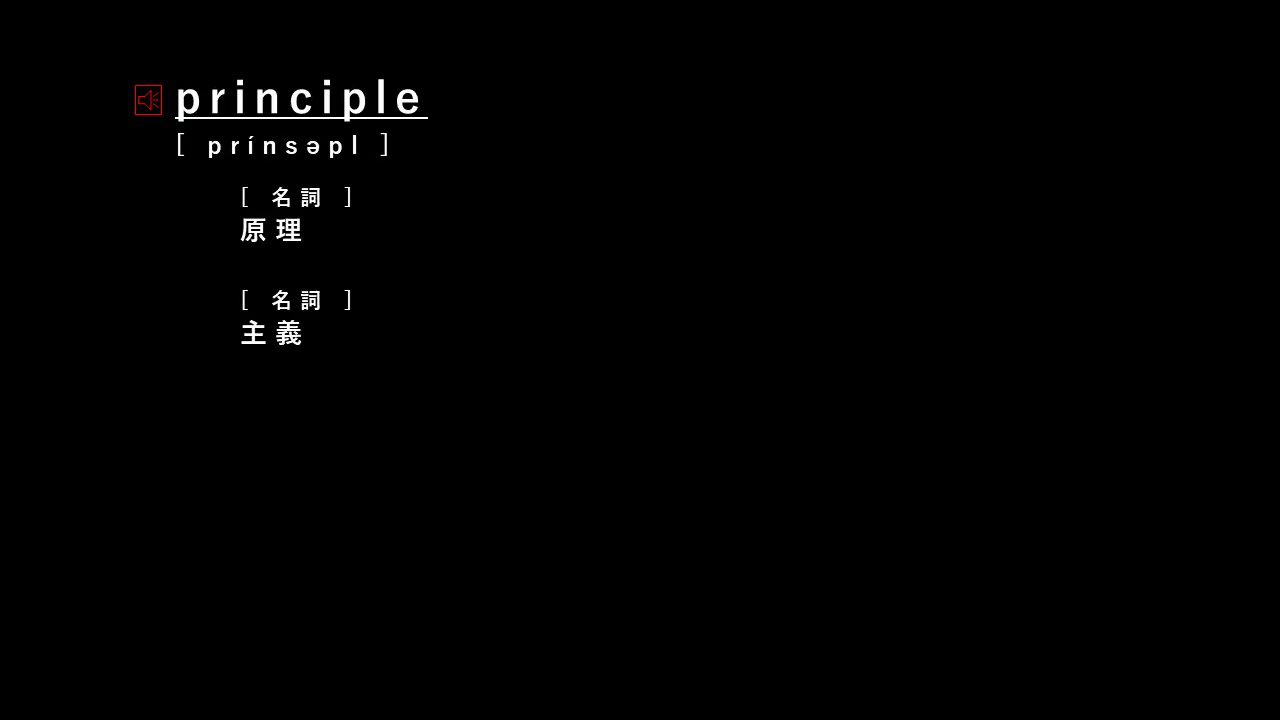 principle
[ prínsəpl ]
[ 名詞 ]
原理
[ 名詞 ]
主義